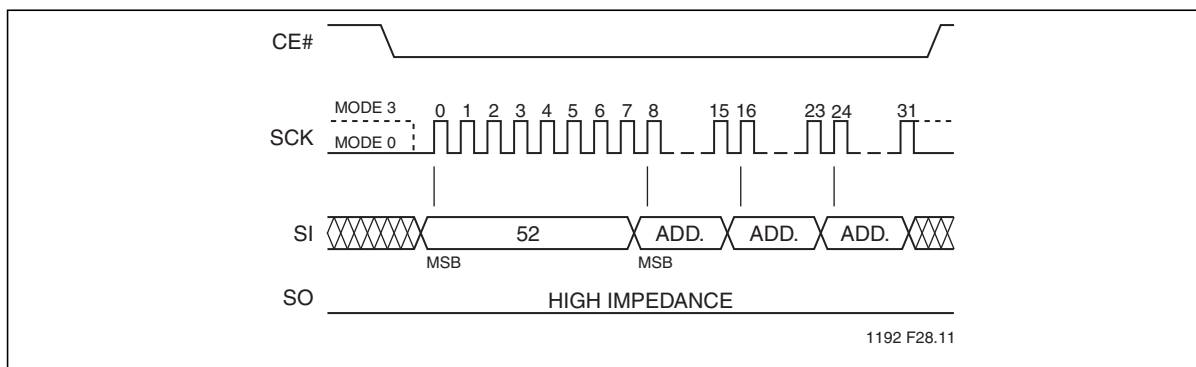 CE#
MODE 3
0 1 2 3 4 5 6 7 8 15 16 23 24 31
SCK
MODE 0
SI
52
ADD.
ADD.
ADD.
MSB
MSB
SO
HIGH IMPEDANCE
1192 F28.11